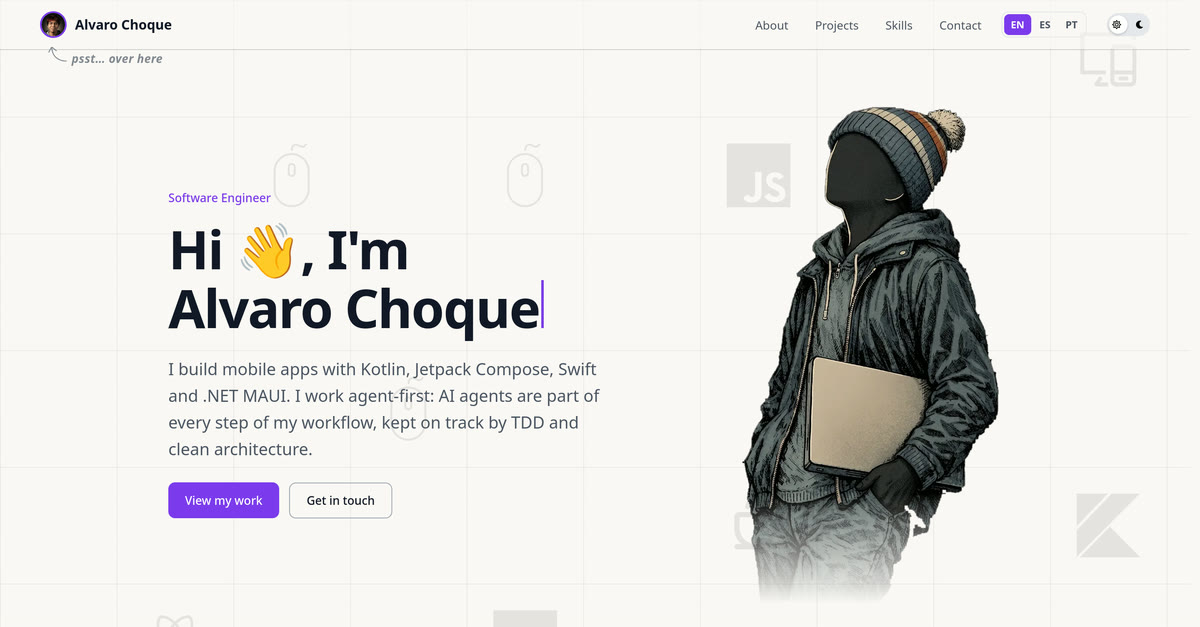 Alvaro Choque
About
Projects
Skills
Contact
EN
ES
PT
psst... over here
JS
Software Engineer
Hi 👋, I'm
Alvaro Choque
I build mobile apps with Kotlin, Jetpack Compose, Swift
and .NET MAUI. I work agent-first: AI agents are part of
every step of my workflow, kept on track by TDD and
clean architecture.
View my work
Get in touch